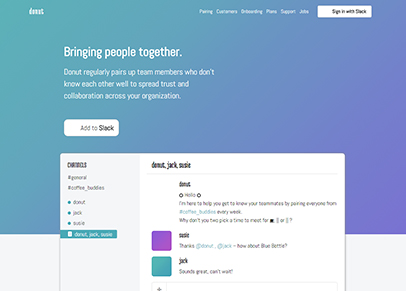 donut
Pairing Customers Onboarding Plans Support Jobs Sign in with Slack
Bringing people together.
Donut regularly pairs up team members who don't
know each other well to spread trust and
collaboration across your organization.
Add to Slack
CHANNELS
#general
#coffee_buddies
donut
jack
susie
donut, jack, susie
donut, jack, susie
donut
Hello
I'm here to help you get to know your teammates by pairing everyone from
#coffee_buddies every week.
Why don't you two pick a time to meet for , or ?
susie
Thanks @donut , @jack – how about Blue Bottle?
jack
Sounds great, can't wait!
+